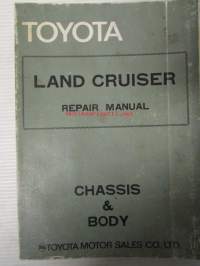 TOYOTA
LAND CRUISER
REPAIR MANUAL
CHASSIS
&
BODY
TOYOTA MOTOR SALES CO., LTD.